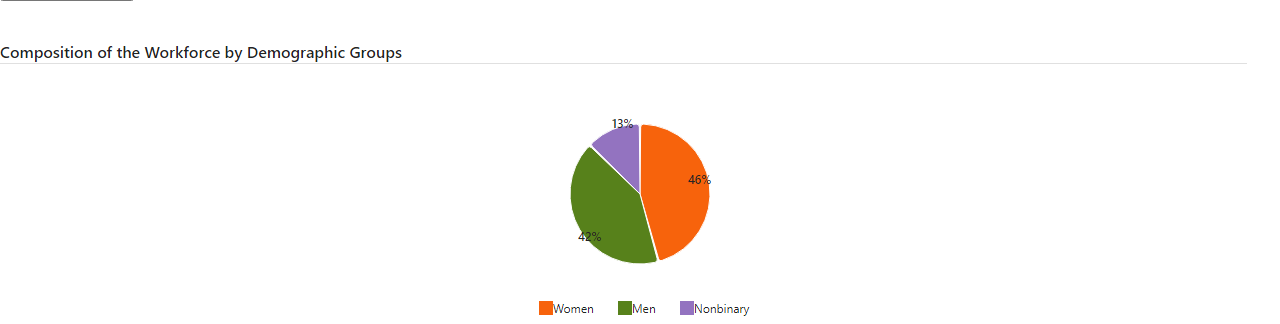 Composition of the Workforce by Demographic Groups
13%
46%
42%
Women Men Nonbinary